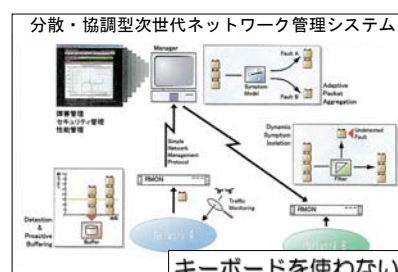 分散・協調型次世代ネットワーク管理システム
Manager
障害管理
セキュリティ管理
性能管理
Fault A
Symptom
Model
Fault B
Adaptive
Packet
Aggregation
Simple
Network
Management
Protocol
Dynamic
Symptom
Isolation
Undetected
Fault
Filter
RMON
RMON
Traffic
Monitoring
Detection
&
Proactive
Buffering
Buffer
Network A
Network B
キーボードを使わない